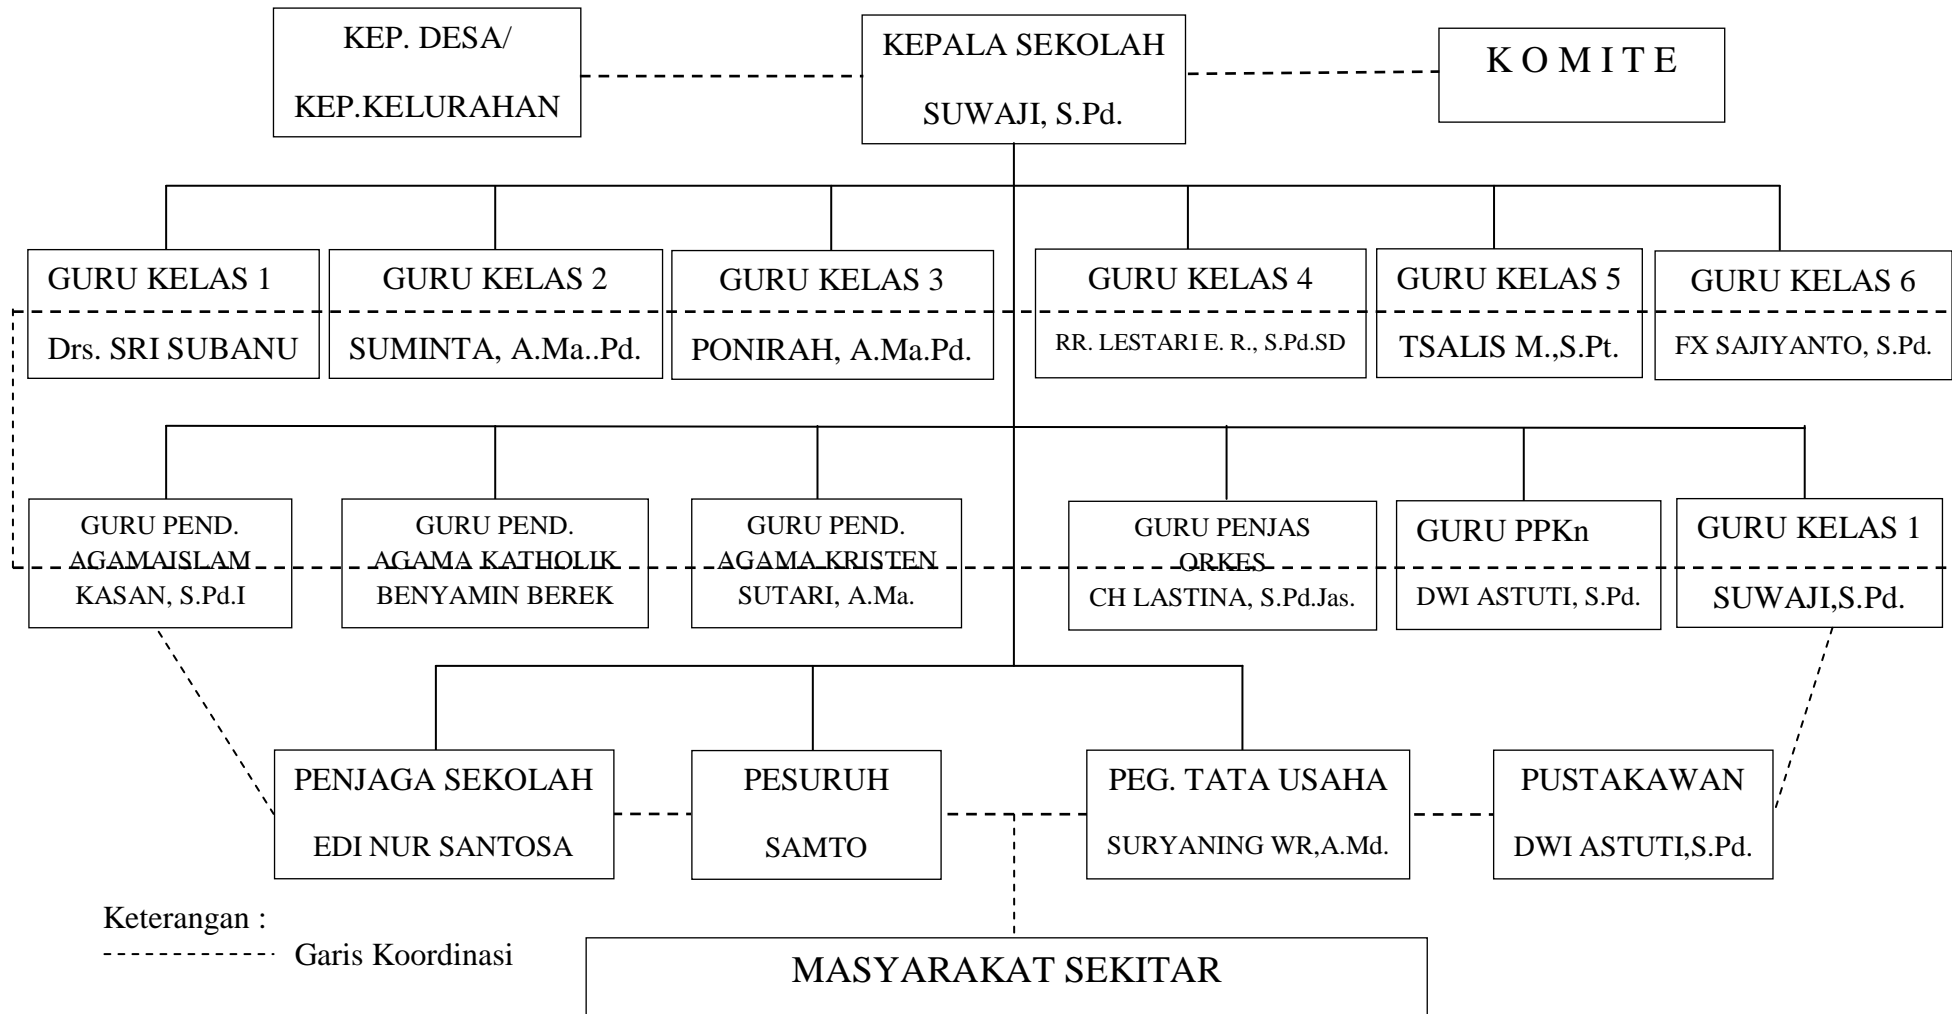 KEP. DESA/
KEP.KELURAHAN
KEPALA SEKOLAH
SUWAJI, S.Pd.
K O M I T E
GURU KELAS 1
Drs. SRI SUBANU
GURU KELAS 2
SUMINTA, A.Ma..Pd.
GURU KELAS 3
PONIRAH, A.Ma.Pd.
GURU KELAS 4
RR. LESTARI E. R., S.Pd.SD
GURU KELAS 5
TSALIS M.,S.Pt.
GURU KELAS 6
FX SAJIYANTO, S.Pd.
GURU PEND.
AGAMAISLAM
KASAN, S.Pd.I
GURU PEND.
AGAMA KATHOLIK
BENYAMIN BEREK
GURU PEND.
AGAMA KRISTEN
SUTARI, A.Ma.
GURU PENJAS
ORKES
CH LASTINA, S.Pd.Jas.
GURU PPKn
DWI ASTUTI, S.Pd.
GURU KELAS 1
SUWAJI,S.Pd.
PENJAGA SEKOLAH
EDI NUR SANTOSA
PESURUH
SAMTO
PEG. TATA USAHA
SURYANING WR,A.Md.
PUSTAKAWAN
DWI ASTUTI,S.Pd.
Keterangan :
Garis Koordinasi
MASYARAKAT SEKITAR